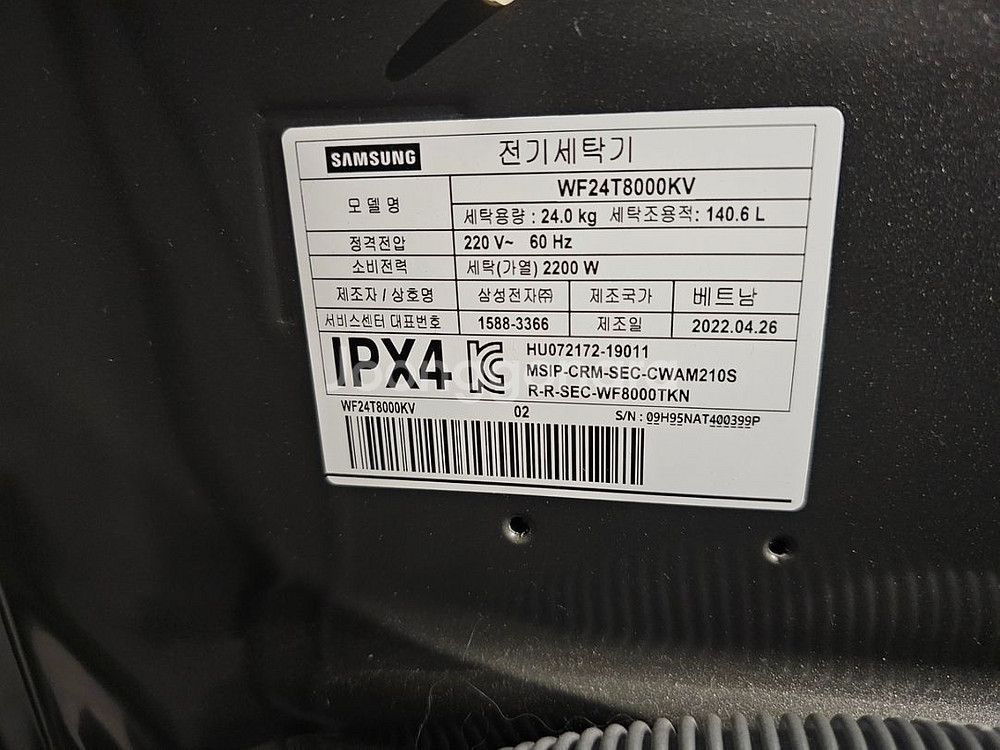 SAMSUNG 전기세탁기
모델명 WF24T8000KV
세탁용량 : 24.0 kg 세탁조용적: 140.6 L
정격전압 220 V~ 60 Hz
소비전력 세탁(가열) 2200 W
제조자 / 상호명 삼성전자㈜ 제조국가 베트남
서비스센터 대표번호 1588-3366 제조일 2022.04.26
IPX4 HU072172-19011
MSIP-CRM-SEC-CWAM210S
R-R-SEC-WF8000TKN
WF24T8000KV 02 S/N : 09H95NAT400399P